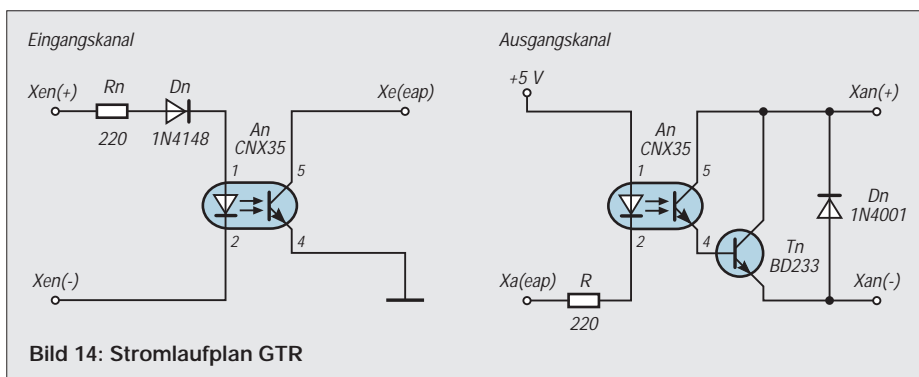 Eingangskanal
Xen(+)
Rn
220
Dn
1N4148
Xe(eap)
An
CNX35
1
5
2
4
Xen(-)
Ausgangskanal
+5 V
Xan(+)
An
CNX35
1
5
2
4
Dn
1N4001
Tn
BD233
Xa(eap)
R
220
Xan(-)
Bild 14: Stromlaufplan GTR